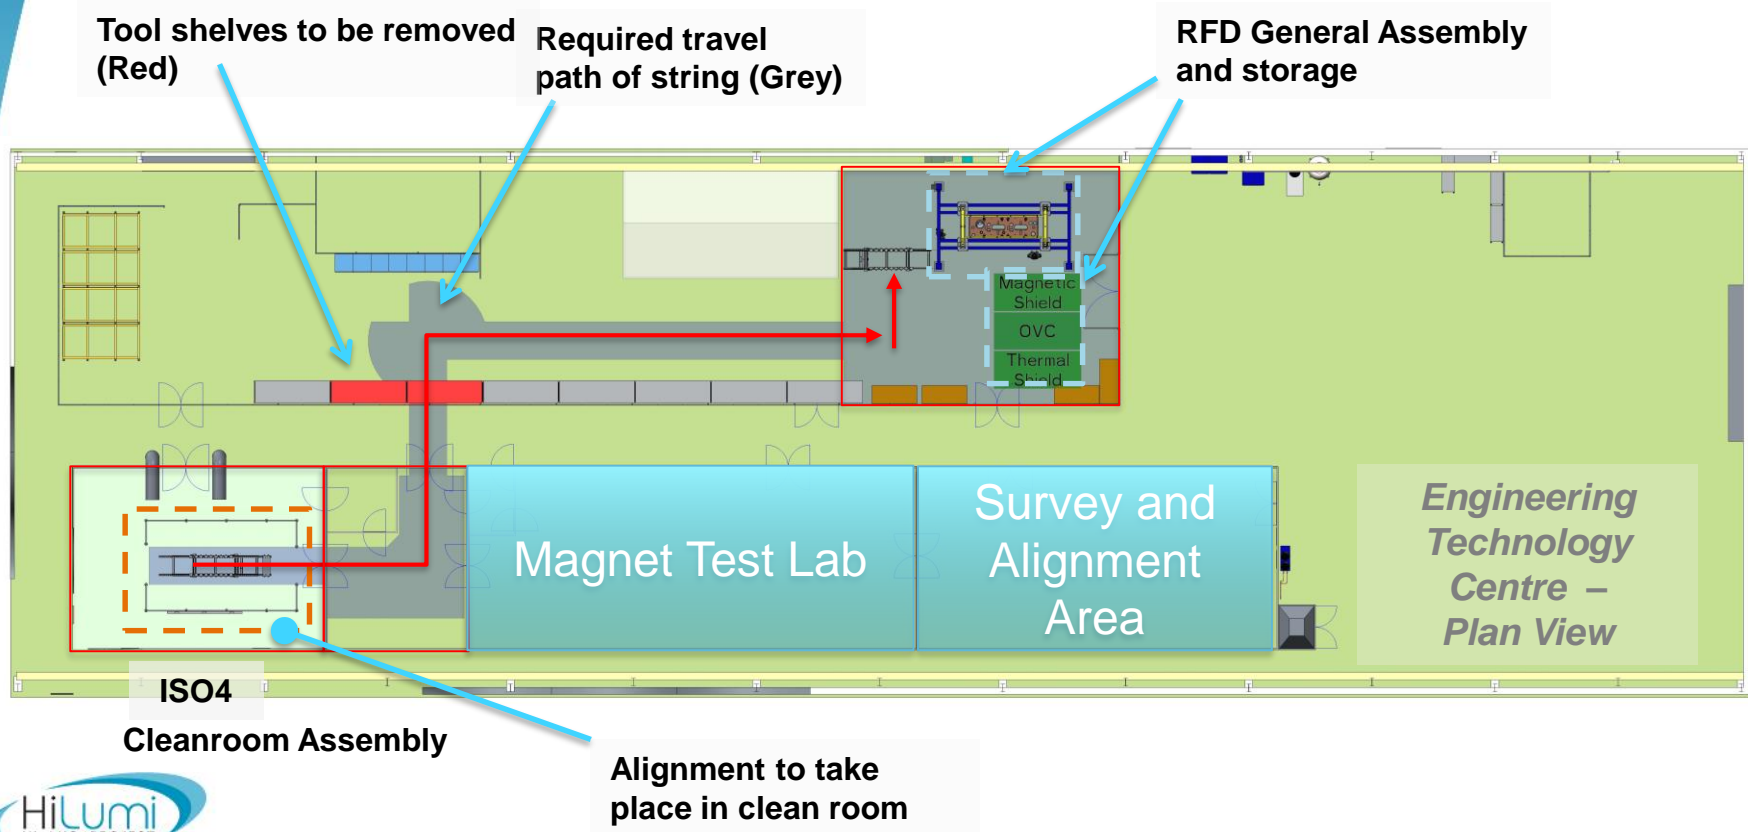 Tool shelves to be removed
(Red)
Required travel
path of string (Grey)
RFD General Assembly
and storage
Magnetic
Shield
OVC
Thermal
Shield
Magnet Test Lab
Survey and
Alignment
Area
Engineering
Technology
Centre –
Plan View
ISO4
Cleanroom Assembly
Alignment to take
place in clean room
HiLumi